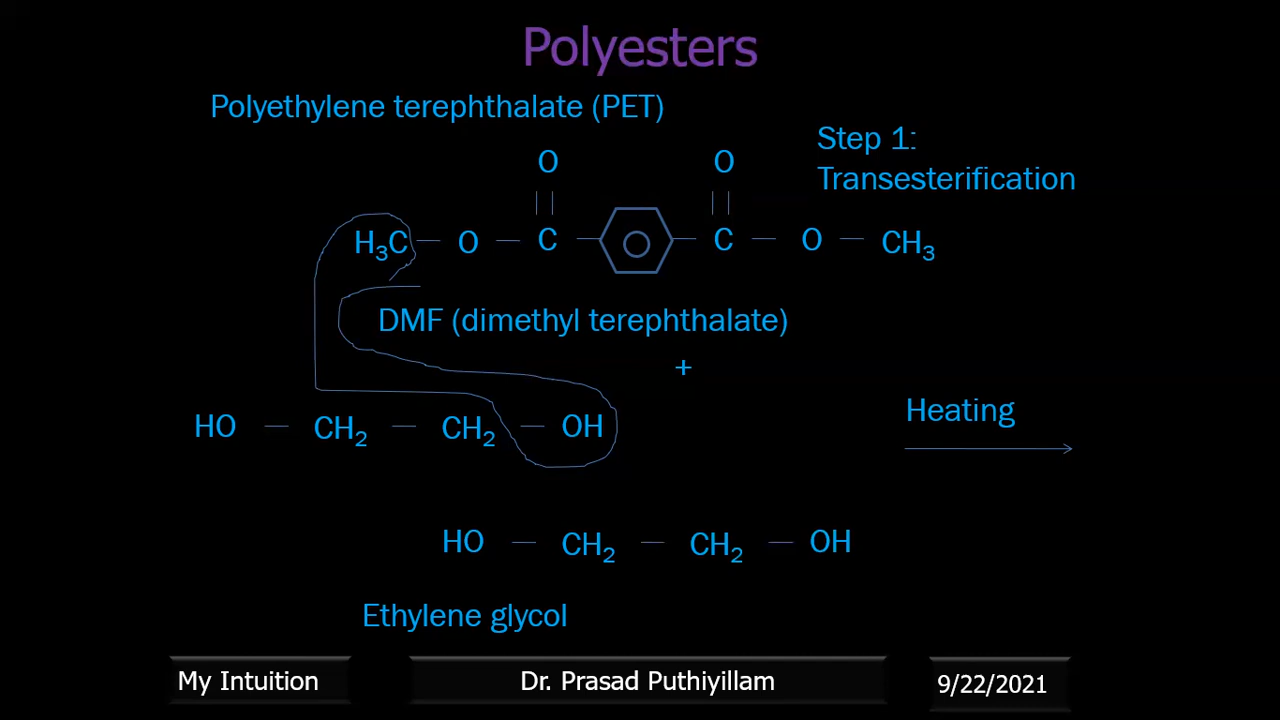 Polyesters
Polyethylene terephthalate (PET)
Step 1:
Transesterification
O O
H₃C — O — C — C — O — CH₃
DMF (dimethyl terephthalate)
+
Heating
HO — CH₂ — CH₂ — OH
HO — CH₂ — CH₂ — OH
Ethylene glycol
My Intuition
Dr. Prasad Puthiyillam
9/22/2021